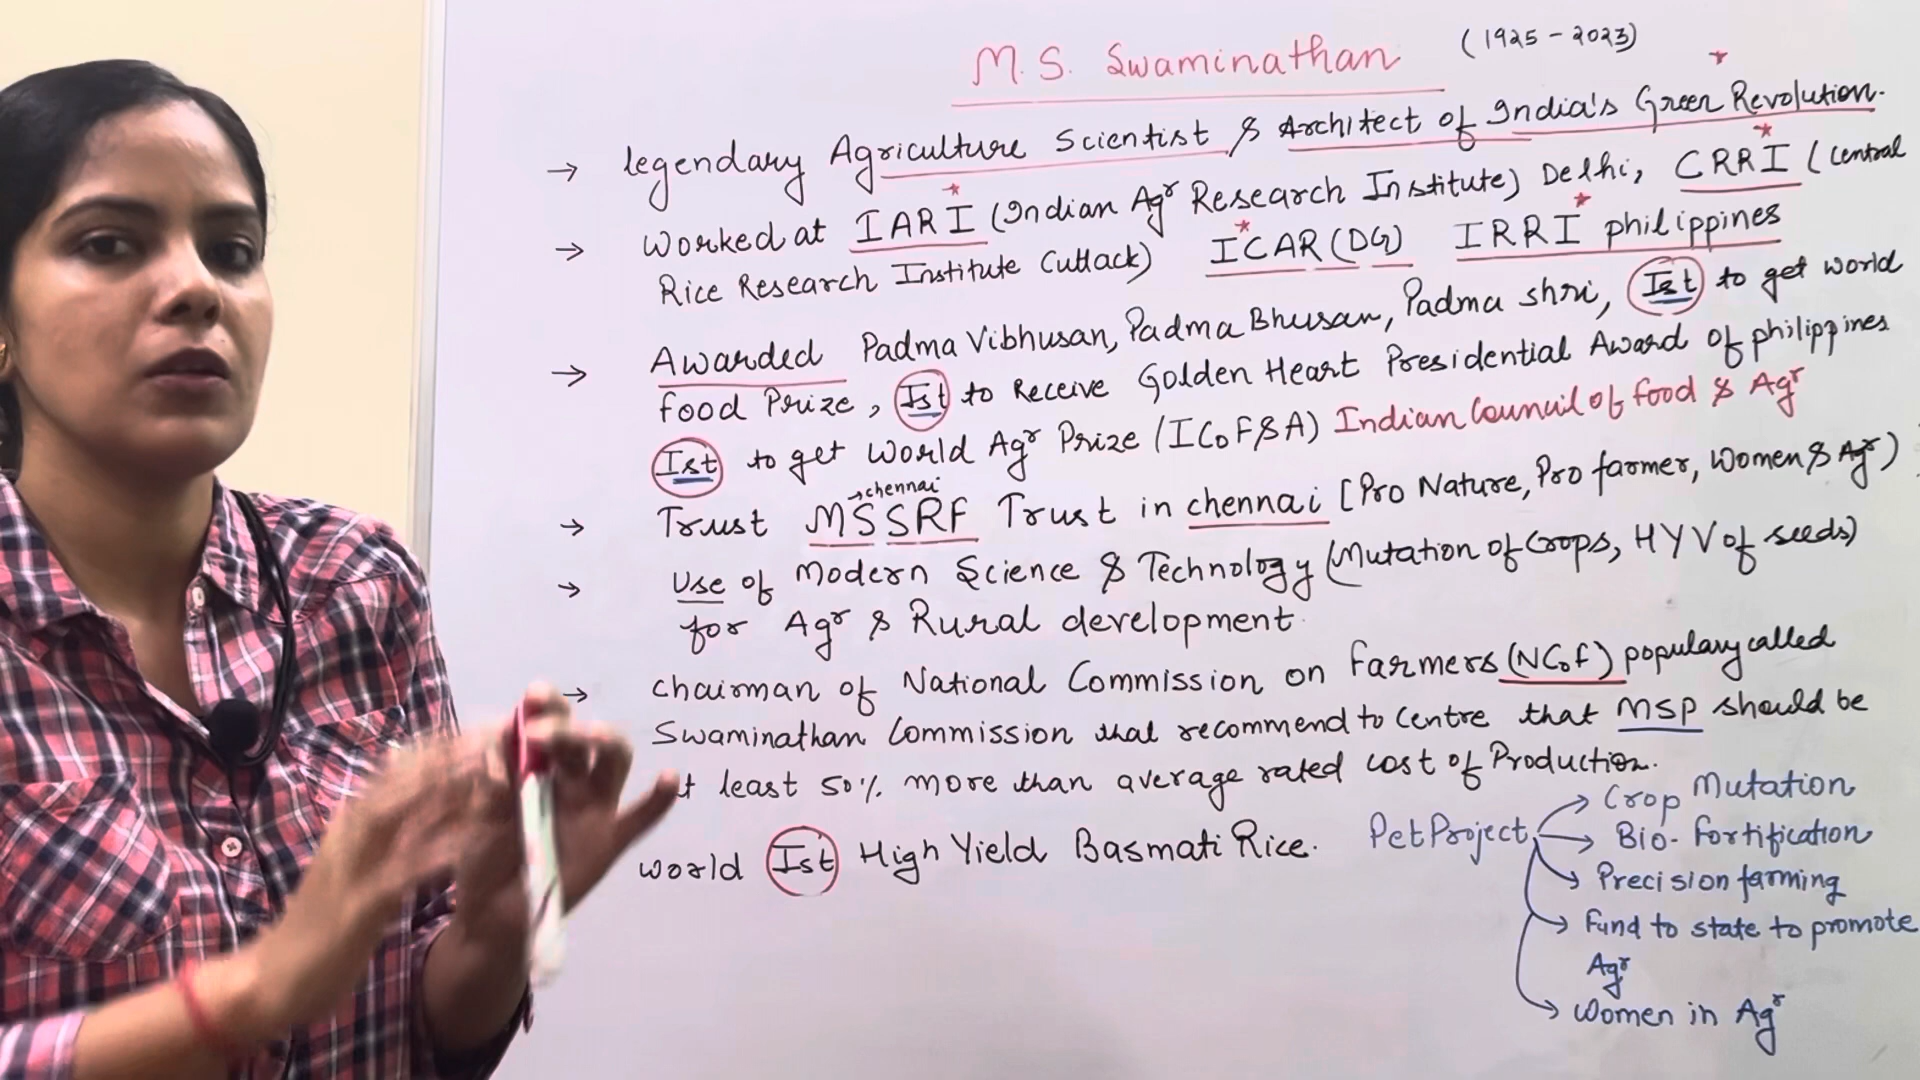 M.S. Swaminathan (1925-2023)
→ legendary Agriculture Scientist & Architect of India's Green Revolution.
→ Worked at IARI (Indian Agr Research Institute) Delhi, CRRI (Central
Rice Research Institute Cuttack) ICAR (DG) IRRI philippines
→ Awarded Padma Vibhusan, Padma Bhusan, Padma shri, Ist to get world
food Prize, Ist to Receive Golden Heart Presidential Award of philippines
Ist to get World Agr Prize (ICoF&A) Indian Council of food & Agr
→ chennai
→ Trust MSSRF Trust in chennai [Pro Nature, Pro farmer, Women & Agr)
→ Use of Modern Science & Technology (Mutation of Crops, HYV of seeds)
for Agr & Rural development.
→ Chairman of National Commission on farmers (NCoF) populary called
Swaminathan Commission that recommend to Centre that MSP should be
at least 50% more than average rated cost of Production.
world Ist High Yield Basmati Rice.
PetProject → Crop Mutation
→ Bio-fortification
→ Precision farming
→ Fund to state to promote
Agr
→ Women in Agr